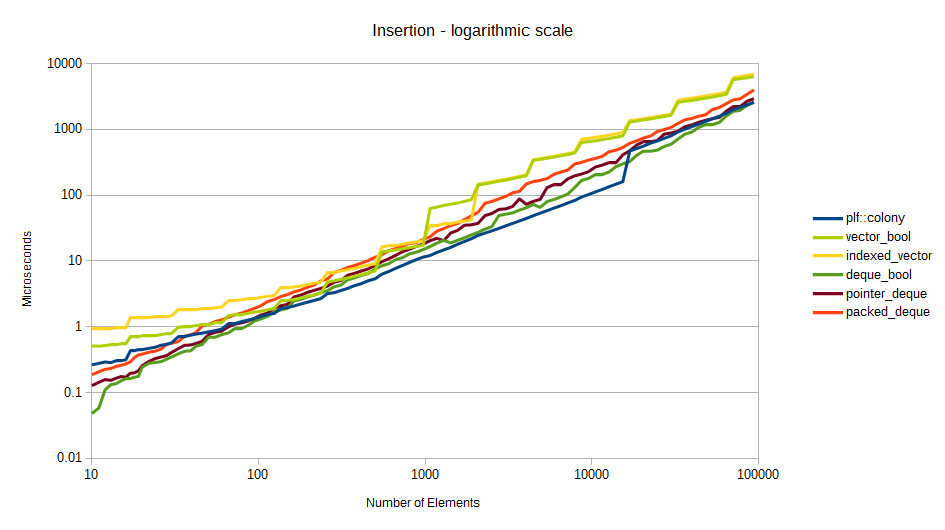 Insertion - logarithmic scale
10000
1000
100
10
1
0.1
0.01
Microseconds
10
100
1000
10000
100000
Number of Elements
plf::colony
vector_bool
indexed_vector
deque_bool
pointer_deque
packed_deque